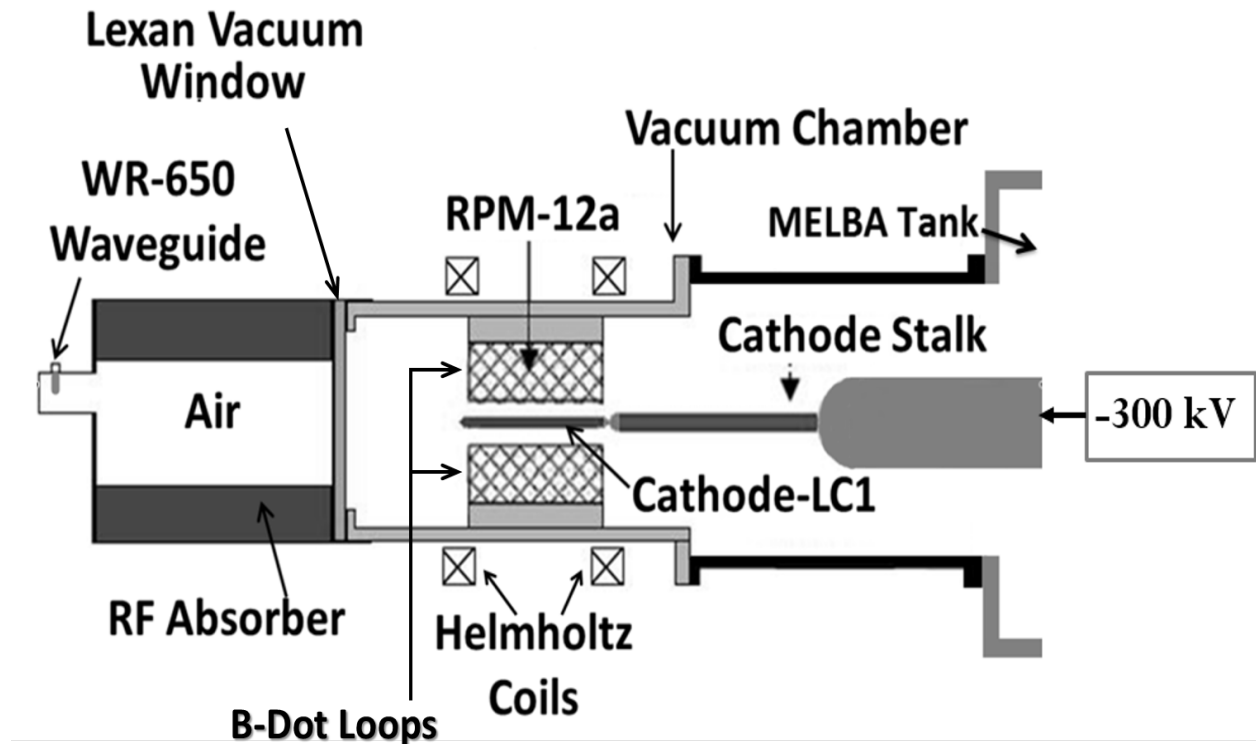 Lexan Vacuum
Window
WR-650
Waveguide
Vacuum Chamber
RPM-12a
MELBA Tank
Cathode Stalk
Air
-300 kV
Cathode-LC1
RF Absorber
Helmholtz
Coils
B-Dot Loops